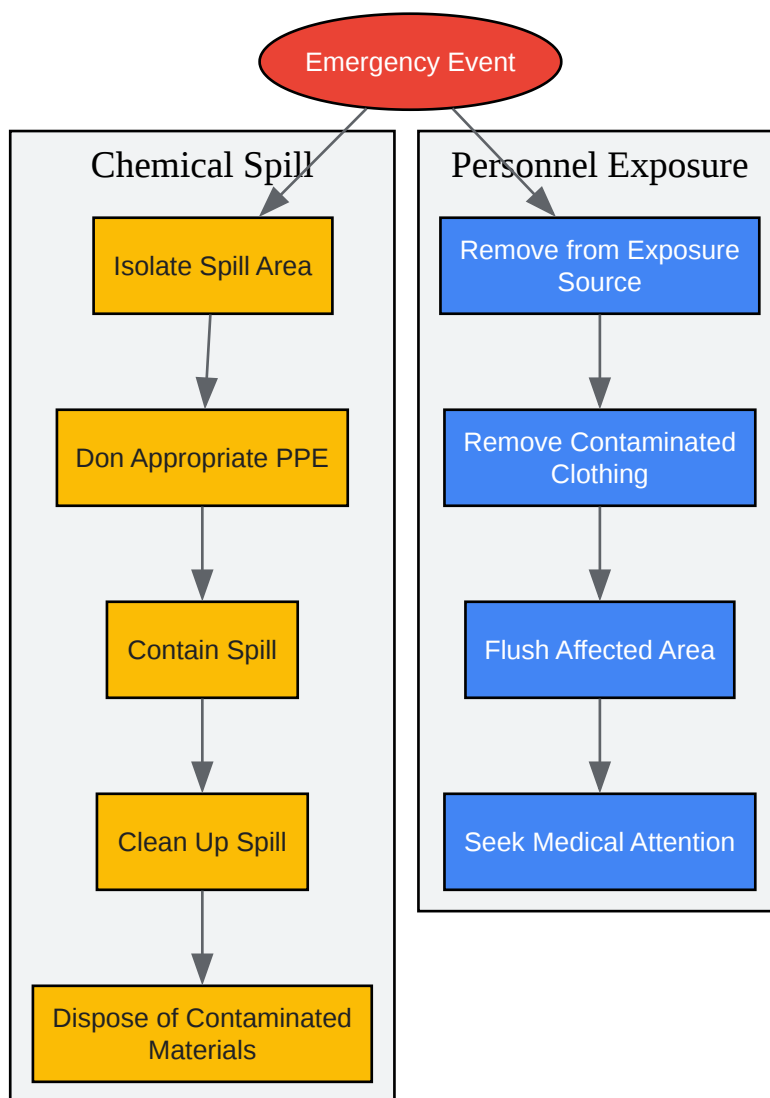 Emergency Event
Chemical Spill
Isolate Spill Area
Don Appropriate PPE
Contain Spill
Clean Up Spill
Dispose of Contaminated
Materials
Personnel Exposure
Remove from Exposure
Source
Remove Contaminated
Clothing
Flush Affected Area
Seek Medical Attention